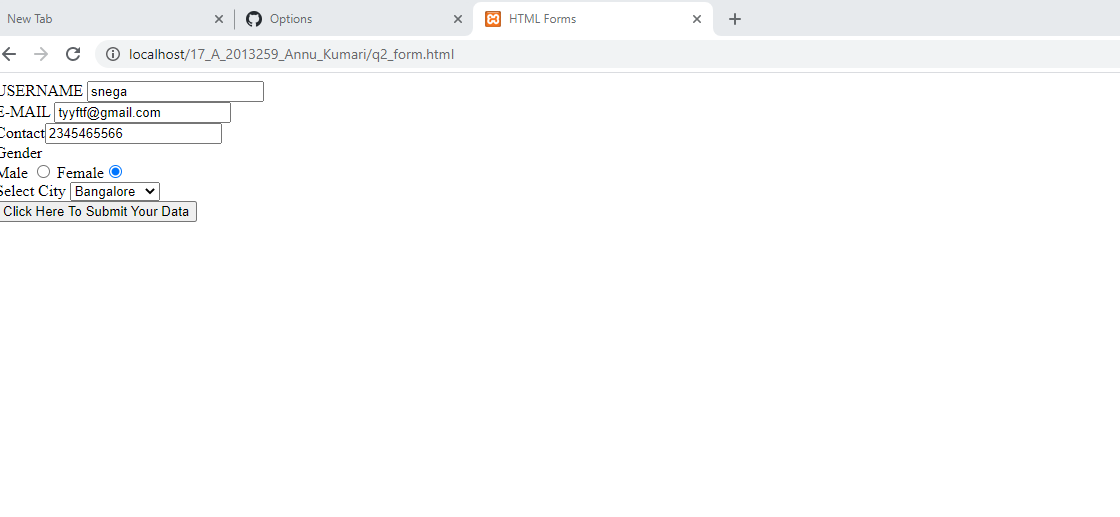 New Tab
Options
HTML Forms
localhost/17_A_2013259_Annu_Kumari/q2_form.html
USERNAME snega
E-MAIL tyyftf@gmail.com
Contact 2345465566
Gender
Male Female
Select City Bangalore
Click Here To Submit Your Data